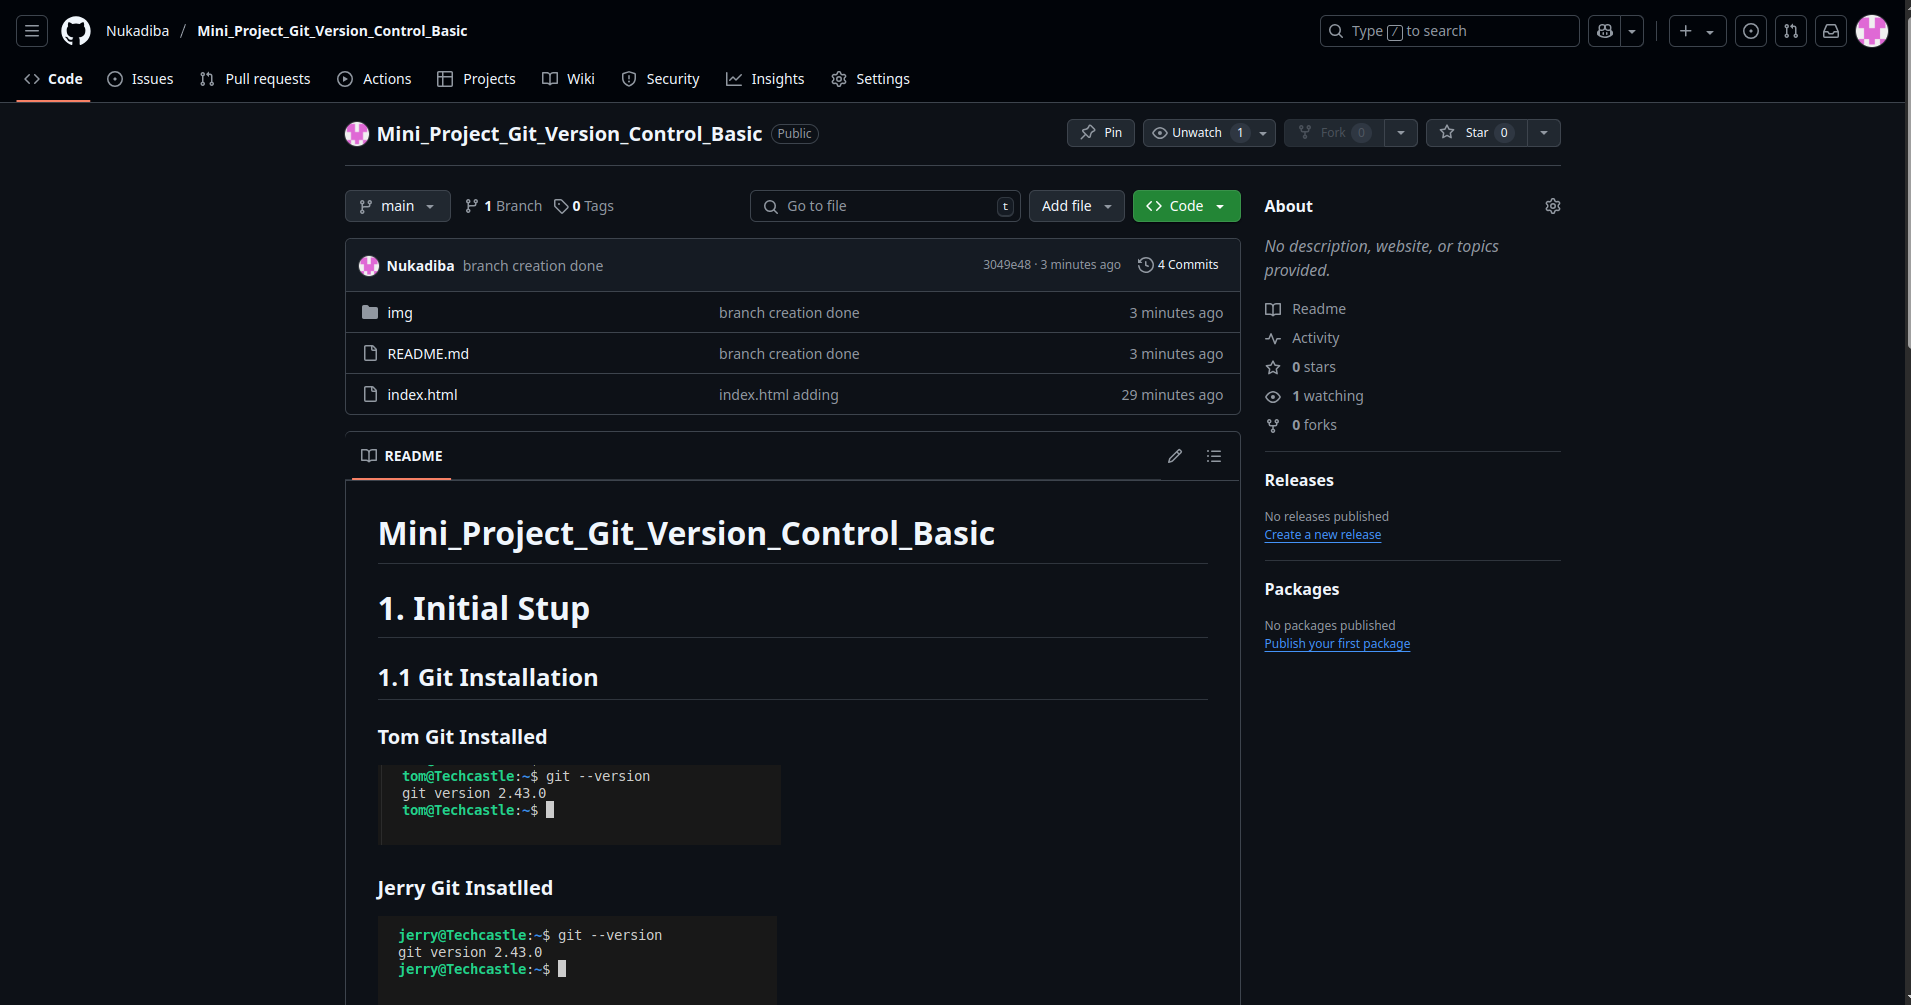 Nukadiba / Mini_Project_Git_Version_Control_Basic
Type / to search
Code Issues Pull requests Actions Projects Wiki Security Insights Settings
Mini_Project_Git_Version_Control_Basic Public
Pin Unwatch 1 Fork 0 Star 0
main 1 Branch 0 Tags
Go to file t Add file Code
Nukadiba branch creation done 3049e48 · 3 minutes ago 4 Commits
img branch creation done 3 minutes ago
README.md branch creation done 3 minutes ago
index.html index.html adding 29 minutes ago
README
Mini_Project_Git_Version_Control_Basic
1. Initial Stup
1.1 Git Installation
Tom Git Installed
tom@Techcastle:~$ git --version
git version 2.43.0
tom@Techcastle:~$
Jerry Git Insatlled
jerry@Techcastle:~$ git --version
git version 2.43.0
jerry@Techcastle:~$
About
No description, website, or topics
provided.
Readme
Activity
0 stars
1 watching
0 forks
Releases
No releases published
Create a new release
Packages
No packages published
Publish your first package